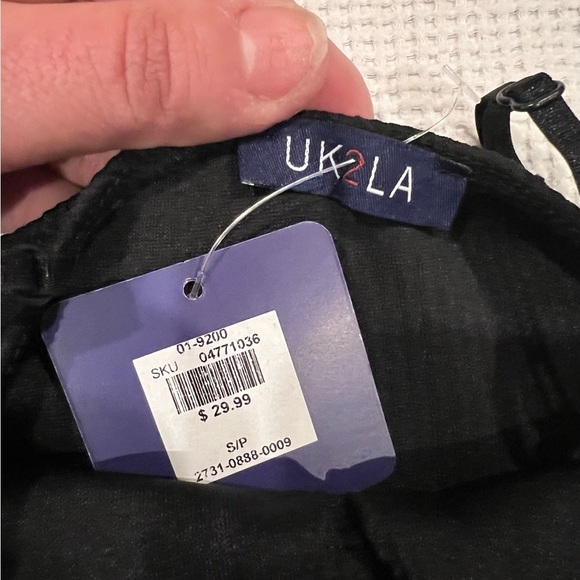 UK2LA
01-9200
SKU 04771036
$ 29.99
S/P
2731-0888-0009